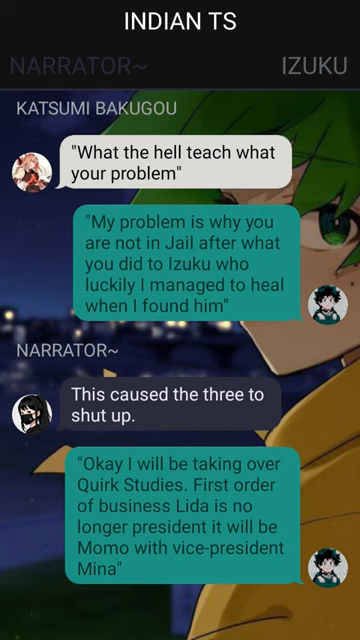 INDIAN TS
NARRATOR~ IZUKU
KATSUMI BAKUGOU
"What the hell teach what
your problem"
"My problem is why you
are not in Jail after what
you did to Izuku who
luckily I managed to heal
when I found him"
NARRATOR~
This caused the three to
shut up.
"Okay I will be taking over
Quirk Studies. First order
of business Lida is no
longer president it will be
Momo with vice-president
Mina"